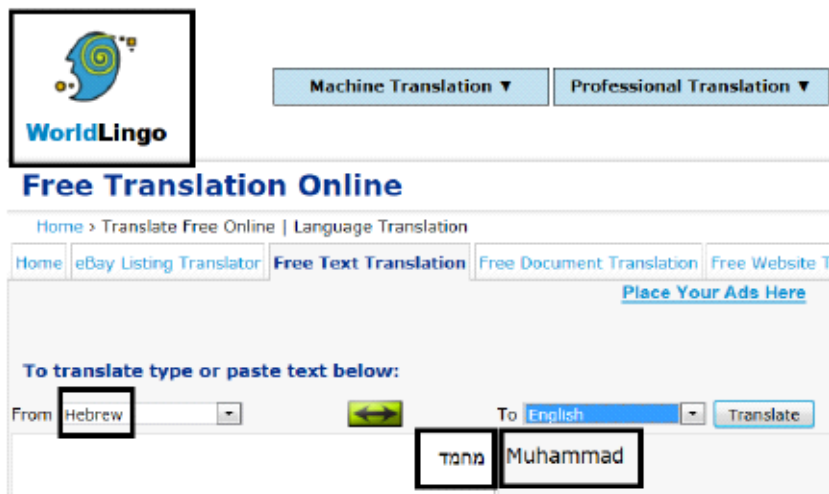 WorldLingo
Machine Translation ▼ Professional Translation ▼
Free Translation Online
Home › Translate Free Online | Language Translation
Home eBay Listing Translator Free Text Translation Free Document Translation Free Website T
Place Your Ads Here
To translate type or paste text below:
From Hebrew To English Translate
מחמד Muhammad